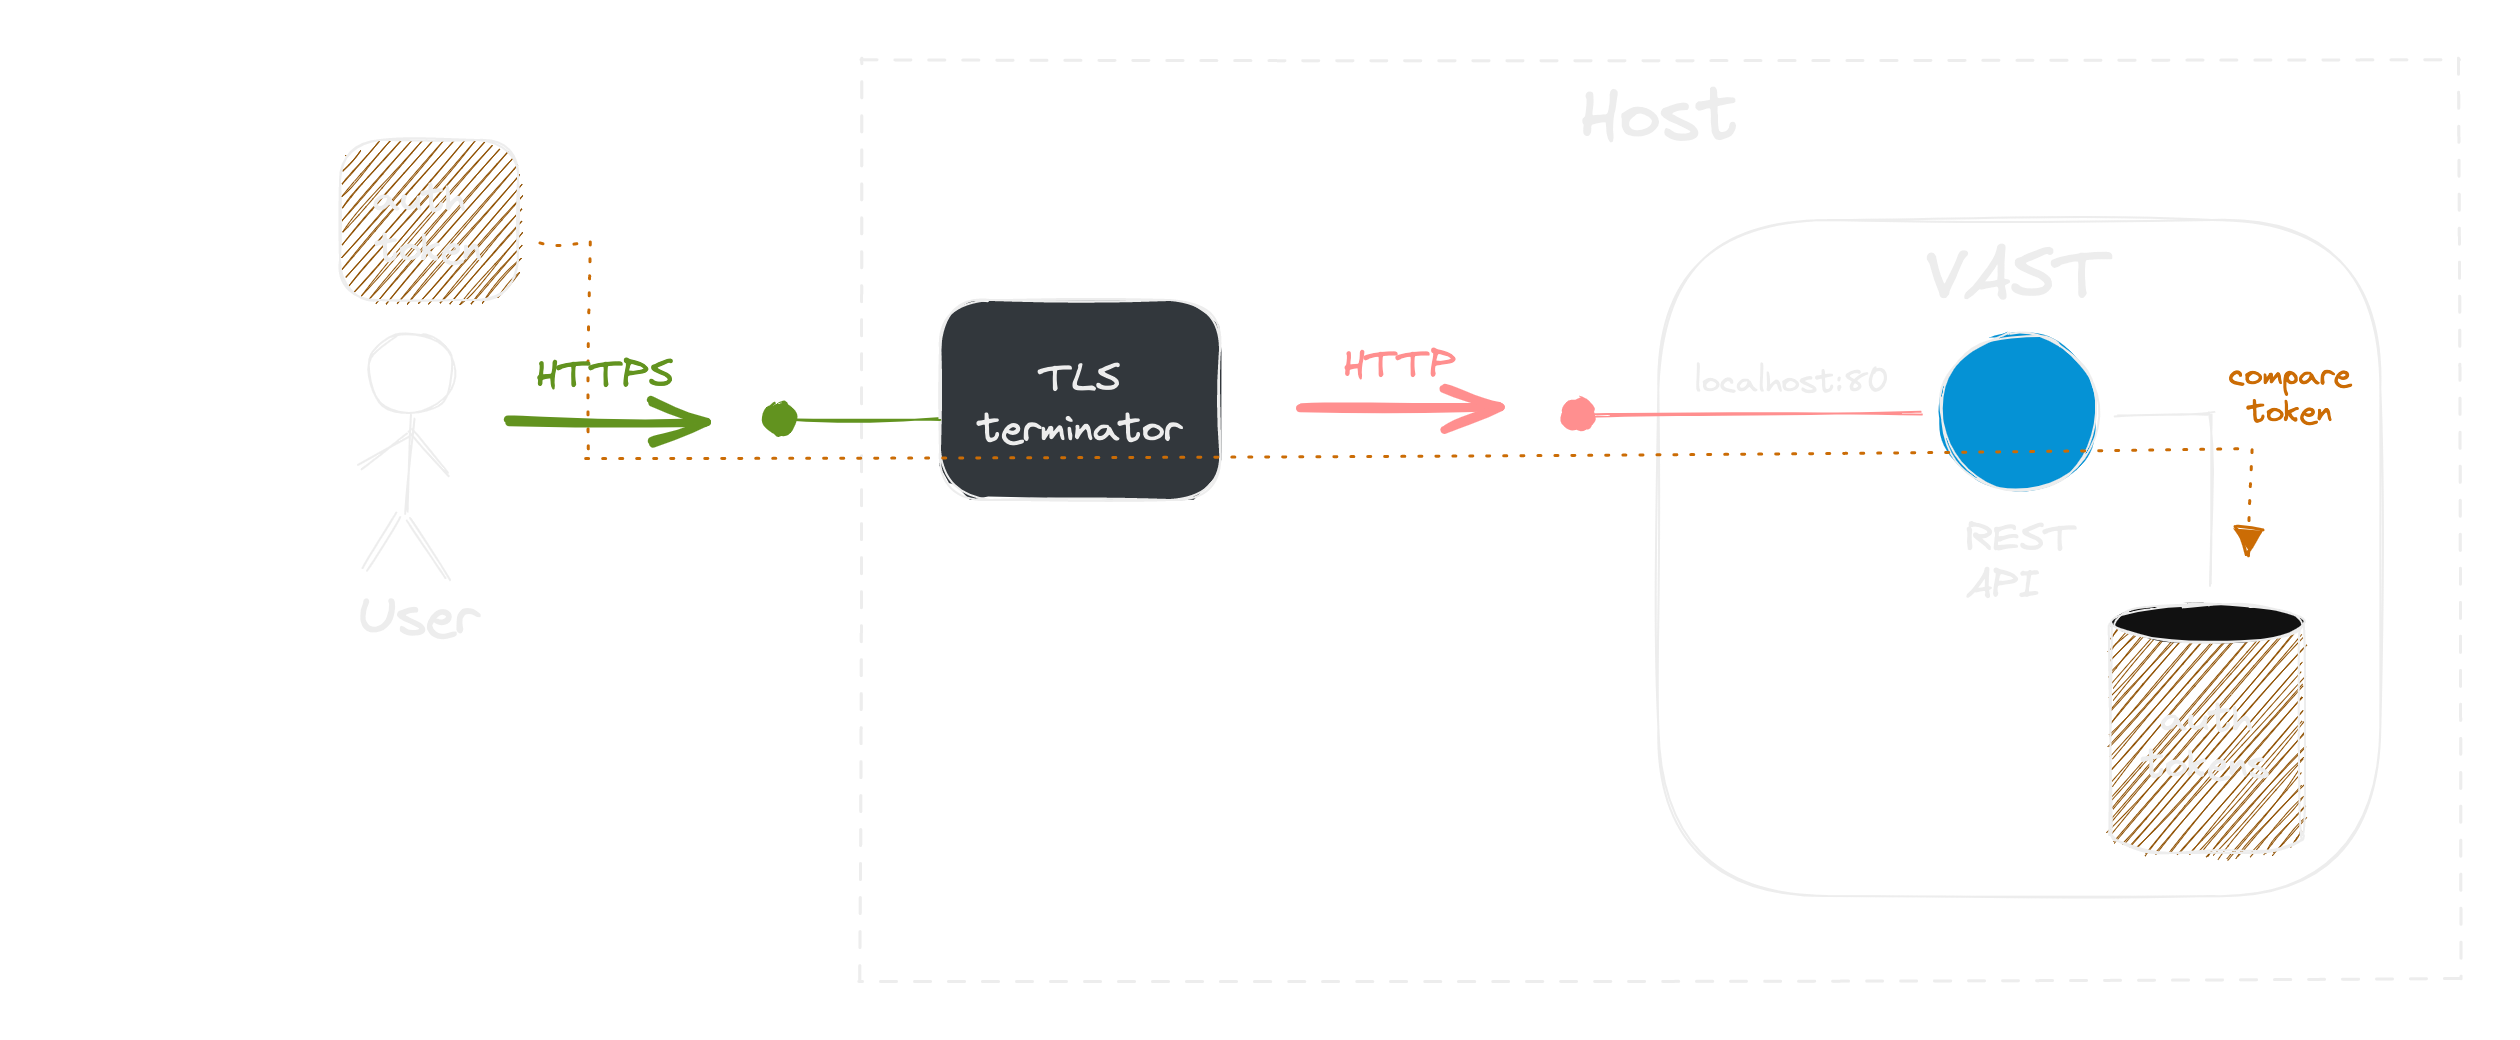 Host
auth
token
VAST
HTTPS
HTTP
TLS
terminator
localhost:80
compare
token
REST
API
User
auth
tokens